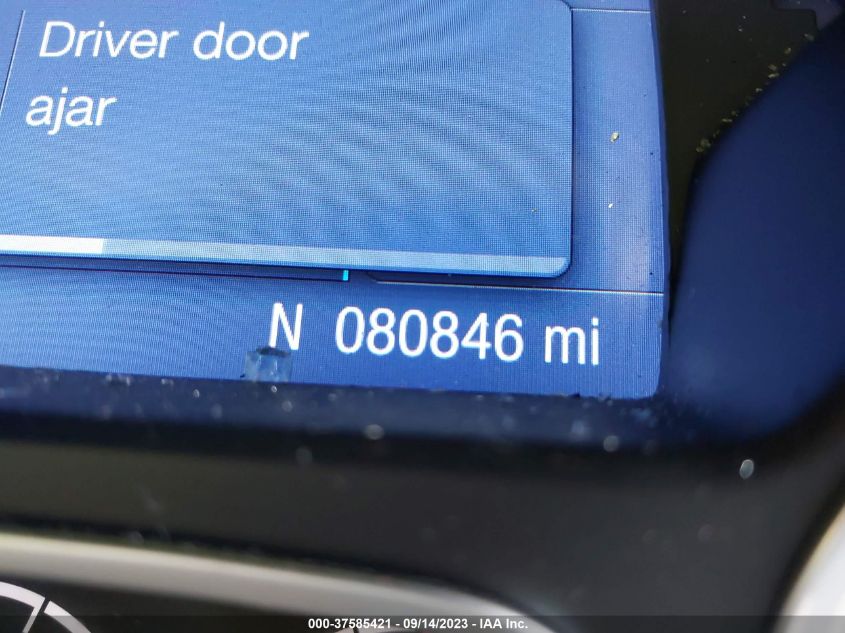 Driver door
ajar
N 080846 mi
000-37585421 - 09/14/2023 - IAA Inc.